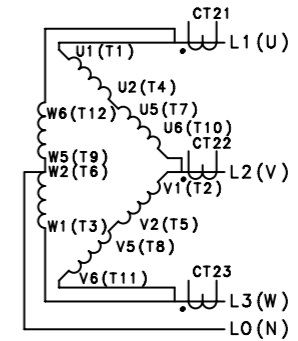 CT21
L1(U)
U1(T1)
U2(T4)
U5(T7)
W6(T12)
U6(T10)
CT22
W5(T9)
W2(T6)
L2(V)
V1(T2)
W1(T3)
V2(T5)
V5(T8)
V6(T11)
CT23
L3(W)
L0(N)